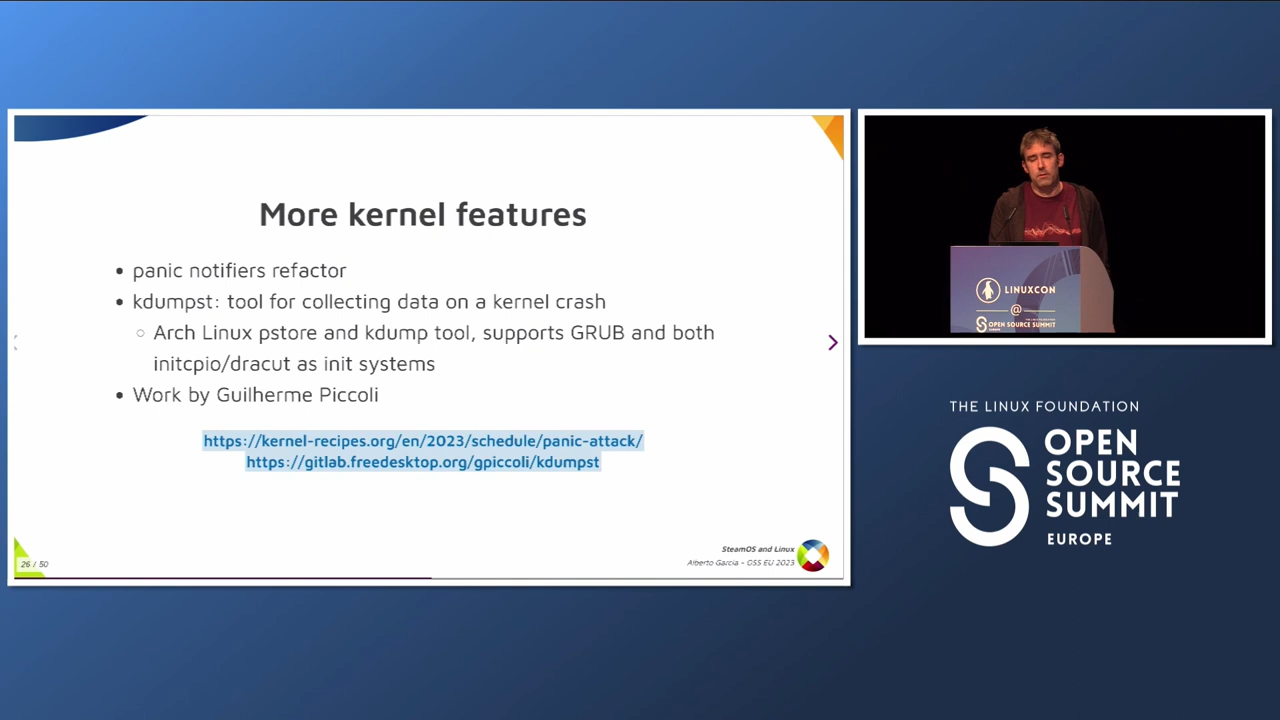 More kernel features
• panic notifiers refactor
• kdumpst: tool for collecting data on a kernel crash
○ Arch Linux pstore and kdump tool, supports GRUB and both
initcpio/dracut as init systems
• Work by Guilherme Piccoli
https://kernel-recipes.org/en/2023/schedule/panic-attack/
https://gitlab.freedesktop.org/gpiccoli/kdumpst
26 / 50
SteamOS and Linux
Alberto Garcia - OSS EU 2023
LINUXCON
@
OPEN SOURCE SUMMIT
THE LINUX FOUNDATION
OPEN
SOURCE
SUMMIT
EUROPE